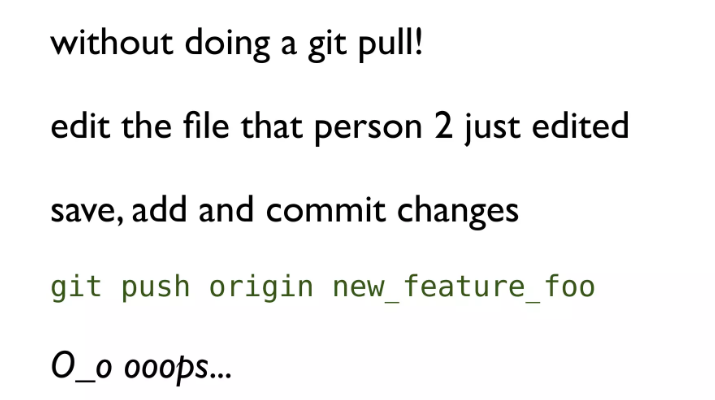 without doing a git pull!
edit the file that person 2 just edited
save, add and commit changes
git push origin new_feature_foo
O_o ooops...